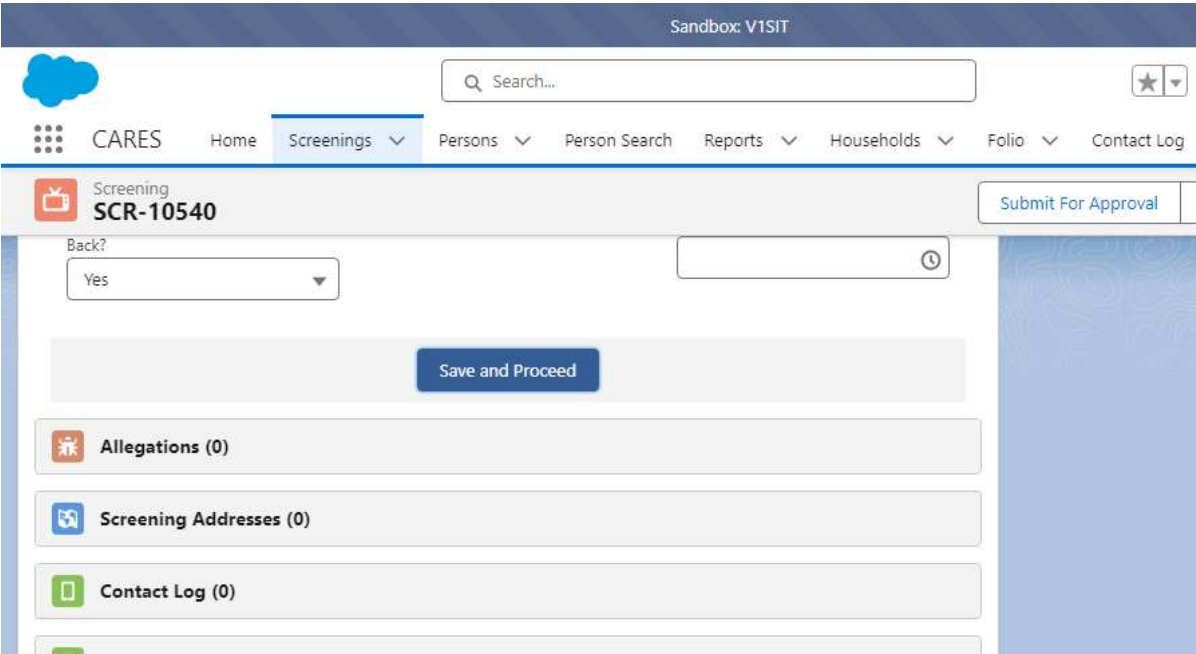 Sandbox: V1SIT
Search...
CARES Home Screenings Persons Person Search Reports Households Folio Contact Log
Screening
SCR-10540
Submit For Approval
Back?
Yes
Save and Proceed
Allegations (0)
Screening Addresses (0)
Contact Log (0)